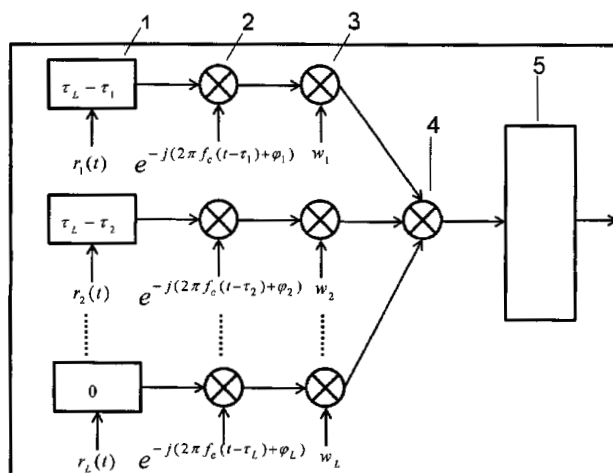 1 2 3
τ_L − τ_1
4 5
r_1(t) e^{-j(2πf_c(t-τ_1)+φ_1)} w_1
τ_L − τ_2
r_2(t) e^{-j(2πf_c(t-τ_2)+φ_2)} w_2
0
r_L(t) e^{-j(2πf_c(t-τ_L)+φ_L)} w_L